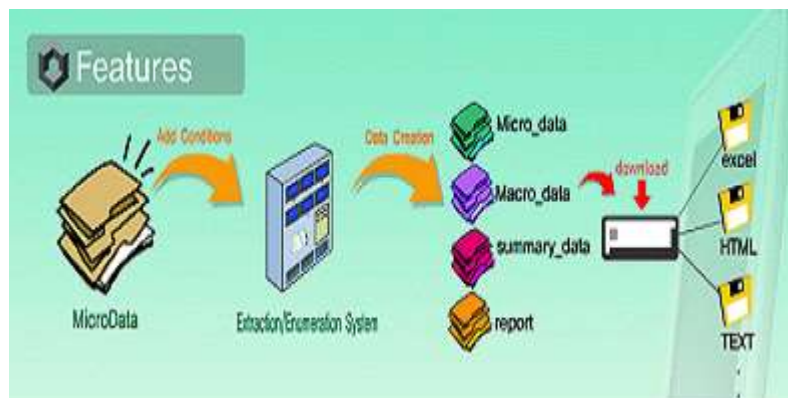 Features
Add Conditions
Data Creation
MicroData
Extraction/Enumeration System
Micro_data
Macro_data
summary_data
report
download
excel
HTML
TEXT